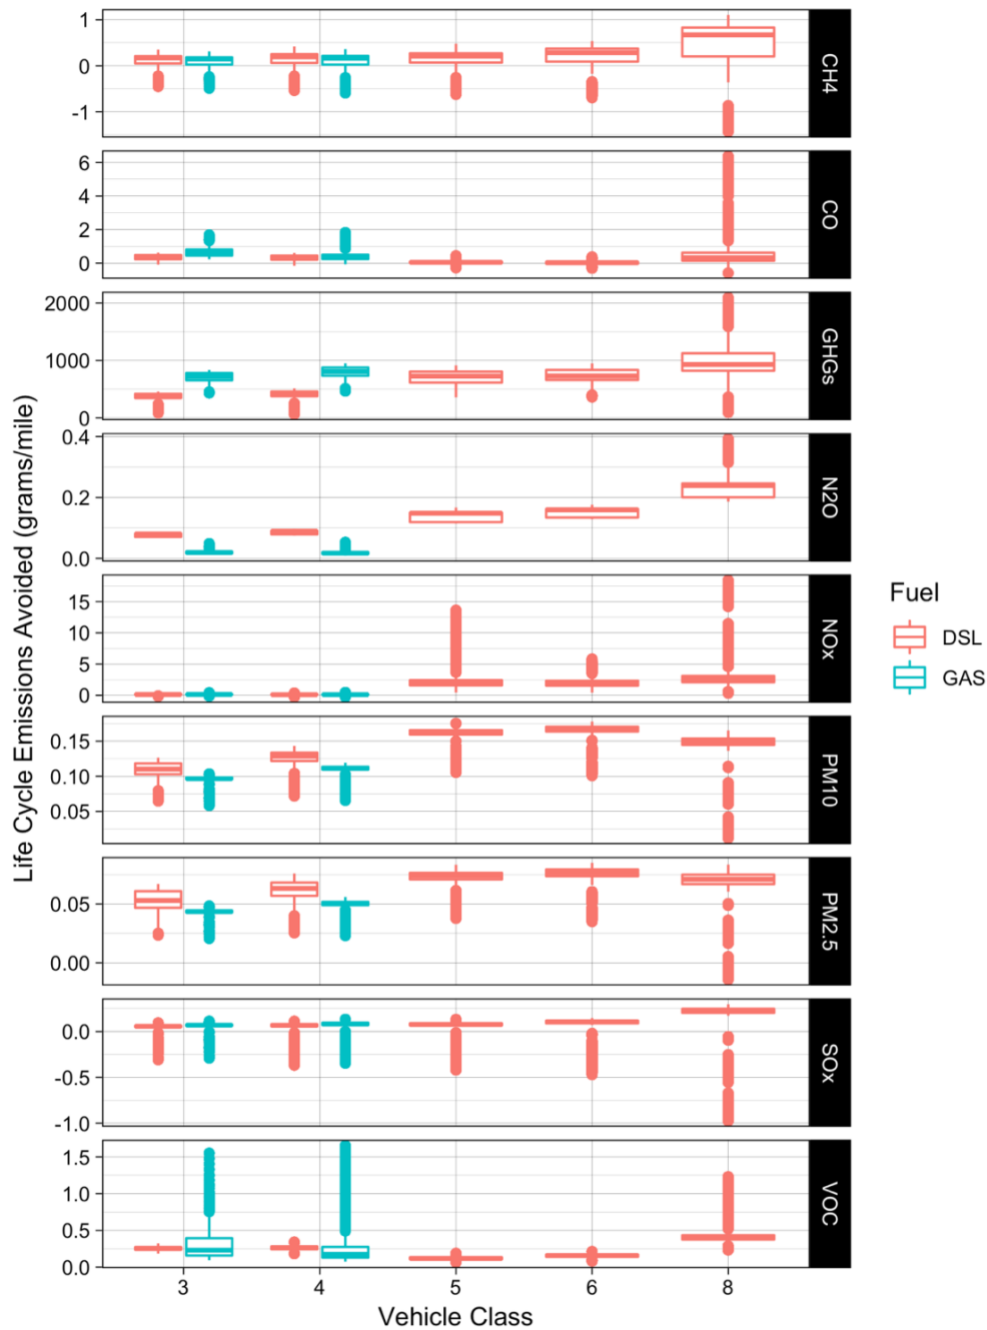 1
0
-1
CH4
6
4
2
0
CO
2000
1000
0
GHGs
0.4
0.2
0.0
N2O
15
10
5
0
NOx
0.15
0.10
0.05
PM10
0.05
0.00
PM2.5
0.0
-0.5
-1.0
SOx
1.5
1.0
0.5
0.0
VOC
3 4 5 6 8
Vehicle Class
Life Cycle Emissions Avoided (grams/mile)
Fuel
DSL
GAS